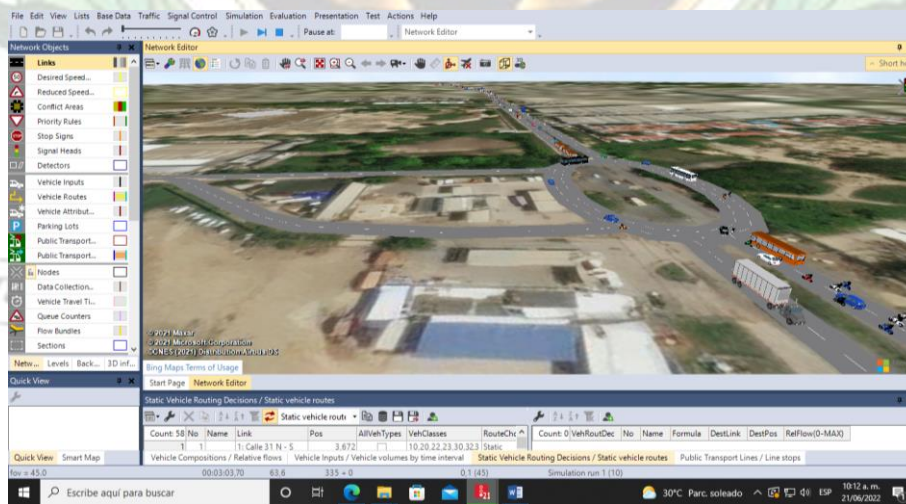 File Edit View Lists Base Data Traffic Signal Control Simulation Evaluation Presentation Test Actions Help
Pause at: Network Editor
Network Objects
Network Editor
Links
Short h
Desired Speed...
Reduced Speed...
Conflict Areas
Priority Rules
Stop Signs
Signal Heads
Detectors
Vehicle Inputs
Vehicle Routes
Vehicle Attribut...
Parking Lots
Public Transport...
Public Transport...
Nodes
Data Collection...
Vehicle Travel Ti...
Queue Counters
Flow Bundles
Sections
© 2021 Maxar
© 2021 Microsoft Corporation
©CNES (2021) Distribution Airbus DS
Bing Maps Terms of Usage
Netw... Levels Back... 3D inf...
Start Page Network Editor
Quick View
Static Vehicle Routing Decisions / Static vehicle routes
Static vehicle route
Count: 58 No Name Link Pos AllVehTypes VehClasses RouteCho
Count: 0 VehRoutDec No Name Formula DestLink DestPos RelFlow(0-MAX)
1 1 1: Calle 31 N - S 3.672 10,20,22,23,30,323 Static
Quick View Smart Map
Vehicle Compositions / Relative flows Vehicle Inputs / Vehicle volumes by time interval Static Vehicle Routing Decisions / Static vehicle routes Public Transport Lines / Line stops
fov = 45.0 00:03:03,70 63,6 335 + 0 0,1 (45) Simulation run 1 (10)
Escribe aquí para buscar
30°C Parc. soleado
ESP
10:12 a. m.
21/06/2022